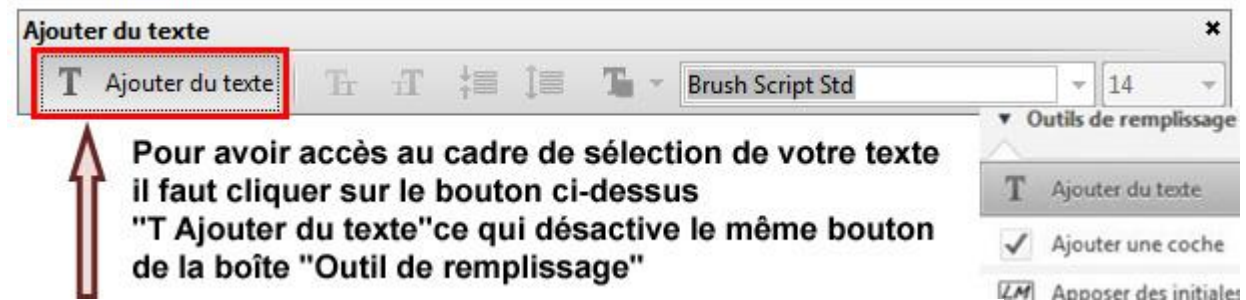 Ajouter du texte
T Ajouter du texte Brush Script Std 14
Outils de remplissage
Pour avoir accès au cadre de sélection de votre texte
il faut cliquer sur le bouton ci-dessus
"T Ajouter du texte"ce qui désactive le même bouton
de la boîte "Outil de remplissage"
T Ajouter du texte
Ajouter une coche
LM Apposer des initiales